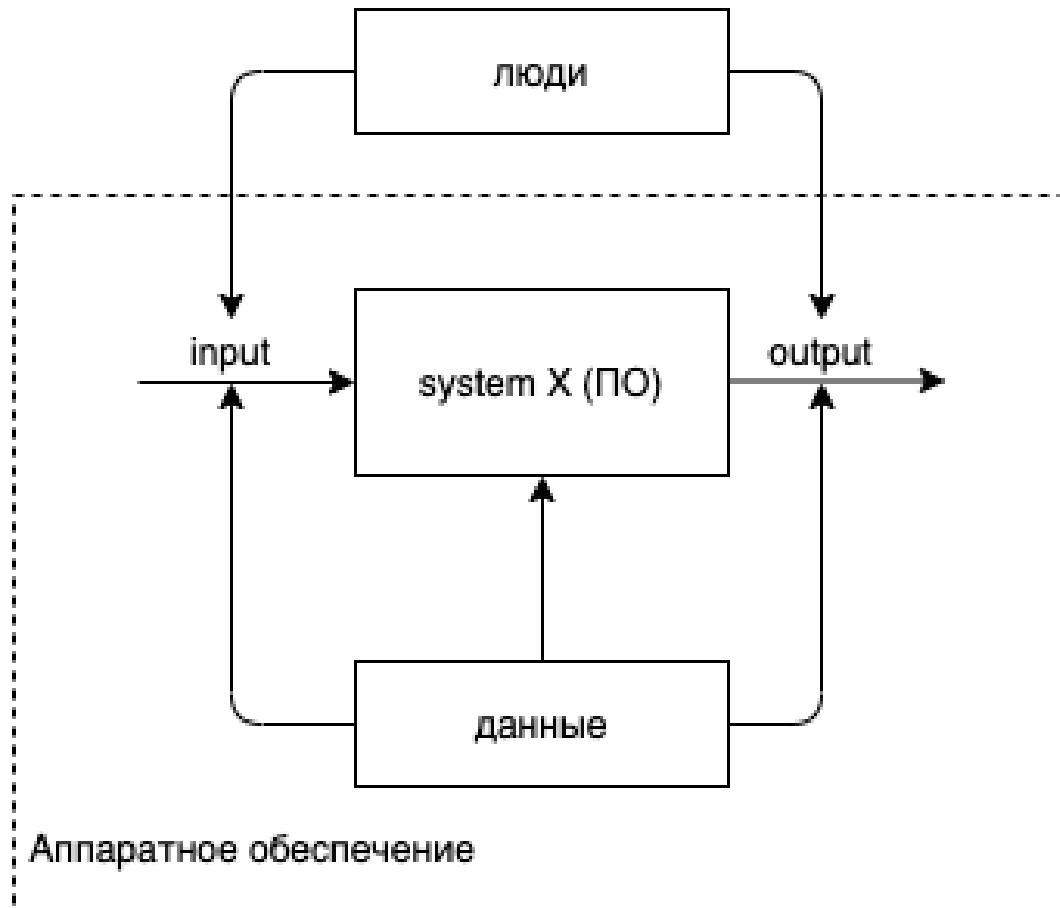 люди
input
output
system X (ПО)
данные
Аппаратное обеспечение